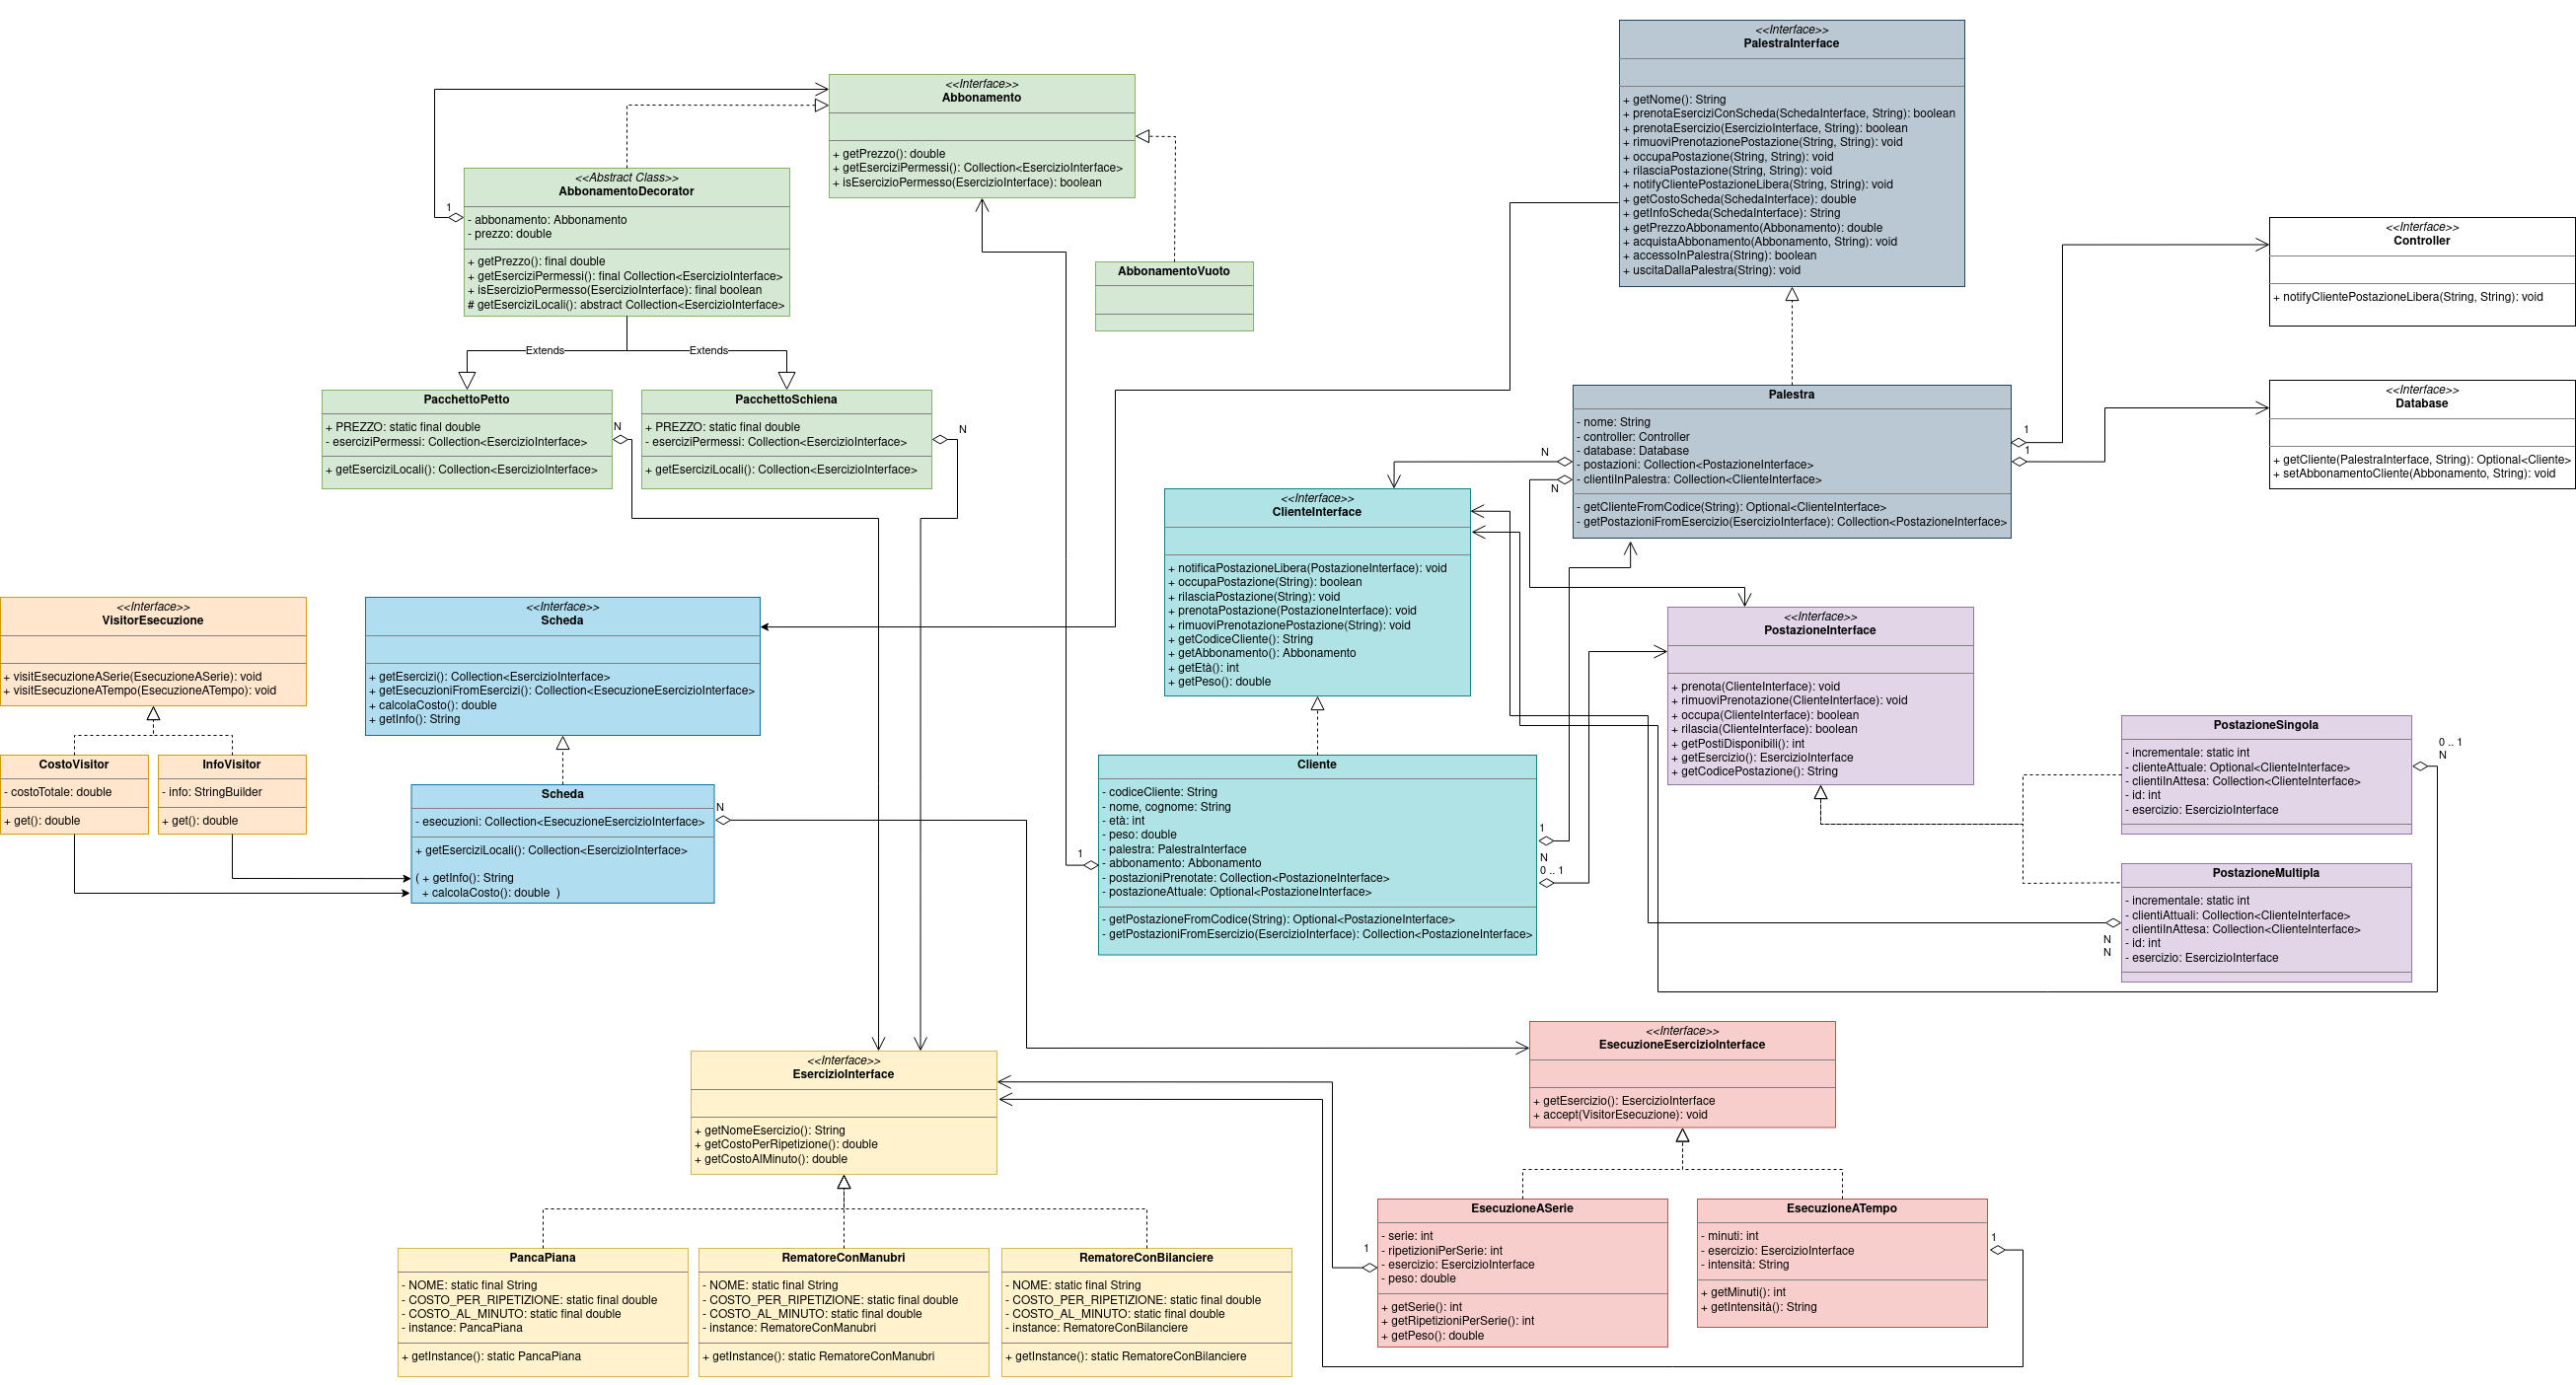 <<Interface>>
PalestraInterface
+ getNome(): String
+ prenotaEserciziConScheda(SchedaInterface, String): boolean
+ prenotaEsercizio(EsercizioInterface, String): boolean
+ rimuoviPrenotazionePostazione(String, String): void
+ occupaPostazione(String, String): void
+ rilasciaPostazione(String, String): void
+ notifyClientePostazioneLibera(String, String): void
+ getCostoScheda(SchedaInterface): double
+ getInfoScheda(SchedaInterface): String
+ getPrezzoAbbonamento(Abbonamento): double
+ acquistaAbbonamento(Abbonamento, String): void
+ accessoInPalestra(String): boolean
+ uscitaDallaPalestra(String): void
<<Interface>>
Abbonamento
+ getPrezzo(): double
+ getEserciziPermessi(): Collection<EsercizioInterface>
+ isEsercizioPermesso(EsercizioInterface): boolean
<<Abstract Class>>
AbbonamentoDecorator
- abbonamento: Abbonamento
- prezzo: double
+ getPrezzo(): final double
+ getEserciziPermessi(): final Collection<EsercizioInterface>
+ isEsercizioPermesso(EsercizioInterface): final boolean
# getEserciziLocali(): abstract Collection<EsercizioInterface>
1
AbbonamentoVuoto
<<Interface>>
Controller
+ notifyClientePostazioneLibera(String, String): void
<<Interface>>
Database
+ getCliente(PalestraInterface, String): Optional<Cliente>
+ setAbbonamentoCliente(Abbonamento, String): void
Extends
Extends
PacchettoPetto
+ PREZZO: static final double
- eserciziPermessi: Collection<EsercizioInterface>
+ getEserciziLocali(): Collection<EsercizioInterface>
N
PacchettoSchiena
+ PREZZO: static final double
- eserciziPermessi: Collection<EsercizioInterface>
+ getEserciziLocali(): Collection<EsercizioInterface>
N
Palestra
- nome: String
- controller: Controller
- database: Database
- postazioni: Collection<PostazioneInterface>
- clientiInPalestra: Collection<ClienteInterface>
- getClienteFromCodice(String): Optional<ClienteInterface>
- getPostazioniFromEsercizio(EsercizioInterface): Collection<PostazioneInterface>
1
1
N
N
<<Interface>>
ClienteInterface
+ notificaPostazioneLibera(PostazioneInterface): void
+ occupaPostazione(String): boolean
+ rilasciaPostazione(String): void
+ prenotaPostazione(PostazioneInterface): void
+ rimuoviPrenotazionePostazione(String): void
+ getCodiceCliente(): String
+ getAbbonamento(): Abbonamento
+ getEtà(): int
+ getPeso(): double
<<Interface>>
VisitorEsecuzione
+ visitEsecuzioneASerie(EsecuzioneASerie): void
+ visitEsecuzioneATempo(EsecuzioneATempo): void
<<Interface>>
Scheda
+ getEsercizi(): Collection<EsercizioInterface>
+ getEsecuzioniFromEsercizi(): Collection<EsecuzioneEsercizioInterface>
+ calcolaCosto(): double
+ getInfo(): String
<<Interface>>
PostazioneInterface
+ prenota(ClienteInterface): void
+ rimuoviPrenotazione(ClienteInterface): void
+ occupa(ClienteInterface): boolean
+ rilascia(ClienteInterface): boolean
+ getPostiDisponibili(): int
+ getEsercizio(): EsercizioInterface
+ getCodicePostazione(): String
PostazioneSingola
- incrementale: static int
- clienteAttuale: Optional<ClienteInterface>
- clientiInAttesa: Collection<ClienteInterface>
- id: int
- esercizio: EsercizioInterface
0 .. 1
N
CostoVisitor
- costoTotale: double
+ get(): double
InfoVisitor
- info: StringBuilder
+ get(): double
Scheda
- esecuzioni: Collection<EsecuzioneEsercizioInterface>
+ getEserciziLocali(): Collection<EsercizioInterface>
( + getInfo(): String
+ calcolaCosto(): double )
N
Cliente
- codiceCliente: String
- nome, cognome: String
- età: int
- peso: double
- palestra: PalestraInterface
- abbonamento: Abbonamento
- postazioniPrenotate: Collection<PostazioneInterface>
- postazioneAttuale: Optional<PostazioneInterface>
- getPostazioneFromCodice(String): Optional<PostazioneInterface>
- getPostazioniFromEsercizio(EsercizioInterface): Collection<PostazioneInterface>
1
1
N
0 .. 1
PostazioneMultipla
- incrementale: static int
- clientiAttuali: Collection<ClienteInterface>
- clientiInAttesa: Collection<ClienteInterface>
- id: int
- esercizio: EsercizioInterface
N
N
<<Interface>>
EsercizioInterface
+ getNomeEsercizio(): String
+ getCostoPerRipetizione(): double
+ getCostoAlMinuto(): double
<<Interface>>
EsecuzioneEsercizioInterface
+ getEsercizio(): EsercizioInterface
+ accept(VisitorEsecuzione): void
PancaPiana
- NOME: static final String
- COSTO_PER_RIPETIZIONE: static final double
- COSTO_AL_MINUTO: static final double
- instance: PancaPiana
+ getInstance(): static PancaPiana
RematoreConManubri
- NOME: static final String
- COSTO_PER_RIPETIZIONE: static final double
- COSTO_AL_MINUTO: static final double
- instance: RematoreConManubri
+ getInstance(): static RematoreConManubri
RematoreConBilanciere
- NOME: static final String
- COSTO_PER_RIPETIZIONE: static final double
- COSTO_AL_MINUTO: static final double
- instance: RematoreConBilanciere
+ getInstance(): static RematoreConBilanciere
EsecuzioneASerie
- serie: int
- ripetizioniPerSerie: int
- esercizio: EsercizioInterface
- peso: double
+ getSerie(): int
+ getRipetizioniPerSerie(): int
+ getPeso(): double
1
EsecuzioneATempo
- minuti: int
- esercizio: EsercizioInterface
- intensità: String
+ getMinuti(): int
+ getIntensità(): String
1